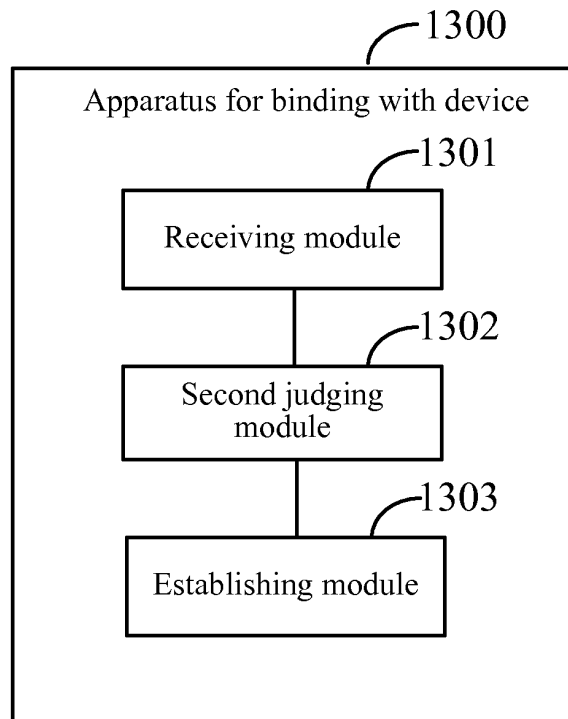 1300
Apparatus for binding with device
1301
Receiving module
1302
Second judging
module
1303
Establishing module